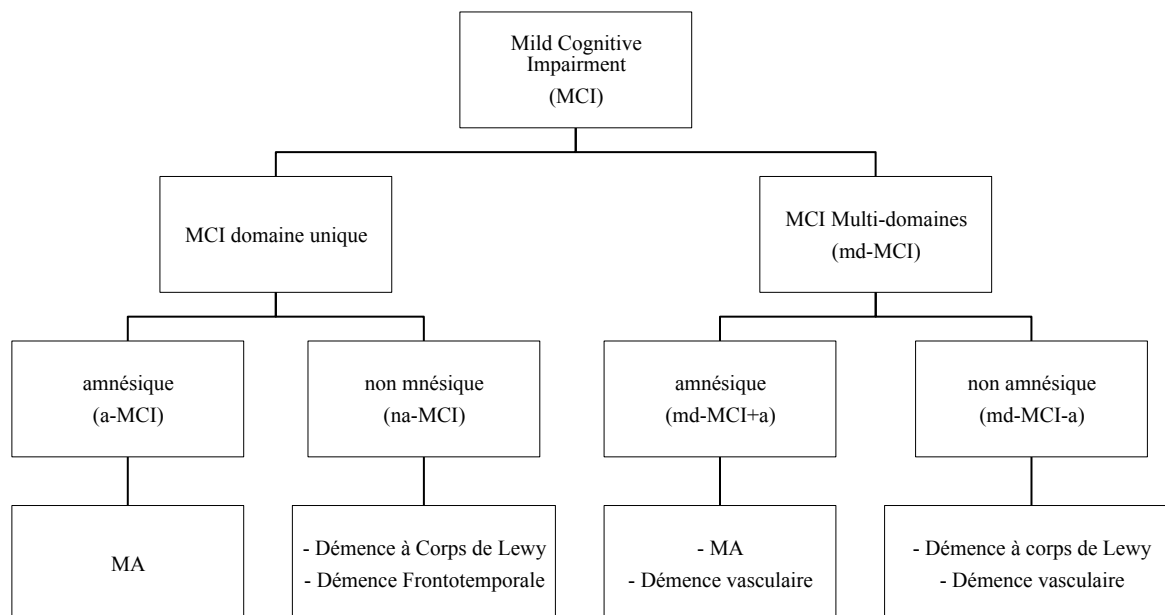 Mild Cognitive
Impairment
(MCI)
MCI domaine unique
MCI Multi-domaines
(md-MCI)
amnésique
(a-MCI)
non mnésique
(na-MCI)
amnésique
(md-MCI+a)
non amnésique
(md-MCI-a)
MA
- Démence à Corps de Lewy
- Démence Frontotemporale
- MA
- Démence vasculaire
- Démence à corps de Lewy
- Démence vasculaire